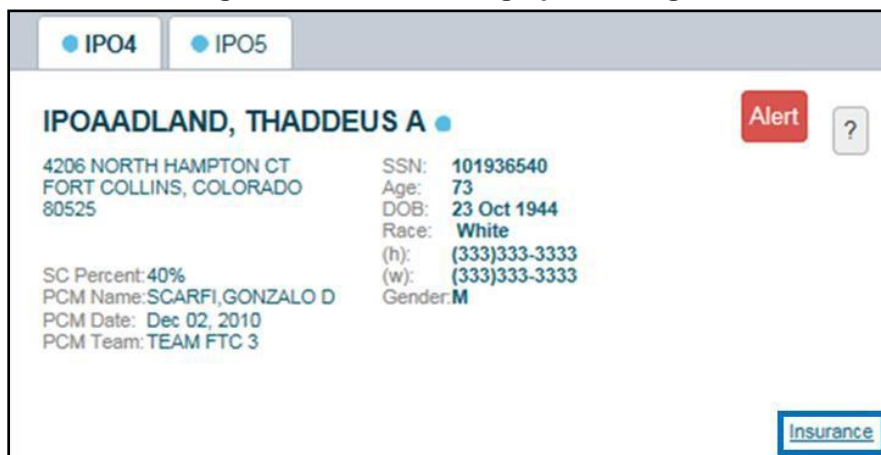 IPO4 IPO5
IPOAADLAND, THADDEUS A
Alert
?
4206 NORTH HAMPTON CT
FORT COLLINS, COLORADO
80525
SC Percent: 40%
PCM Name: SCARFI,GONZALO D
PCM Date: Dec 02, 2010
PCM Team: TEAM FTC 3
SSN: 101936540
Age: 73
DOB: 23 Oct 1944
Race: White
(h): (333)333-3333
(w): (333)333-3333
Gender: M
Insurance